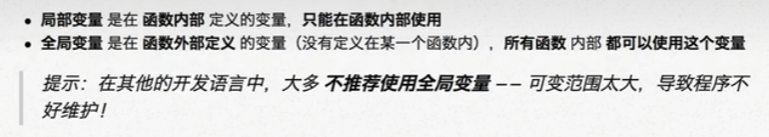 局部变量 是在 函数内部 定义的变量，只能在函数内部使用
全局变量 是在 函数外部定义 的变量（没有定义在某一个函数内），所有函数 内部 都可以使用这个变量
提示：在其他的开发语言中，大多 不推荐使用全局变量 —— 可变范围太大，导致程序不
好维护！